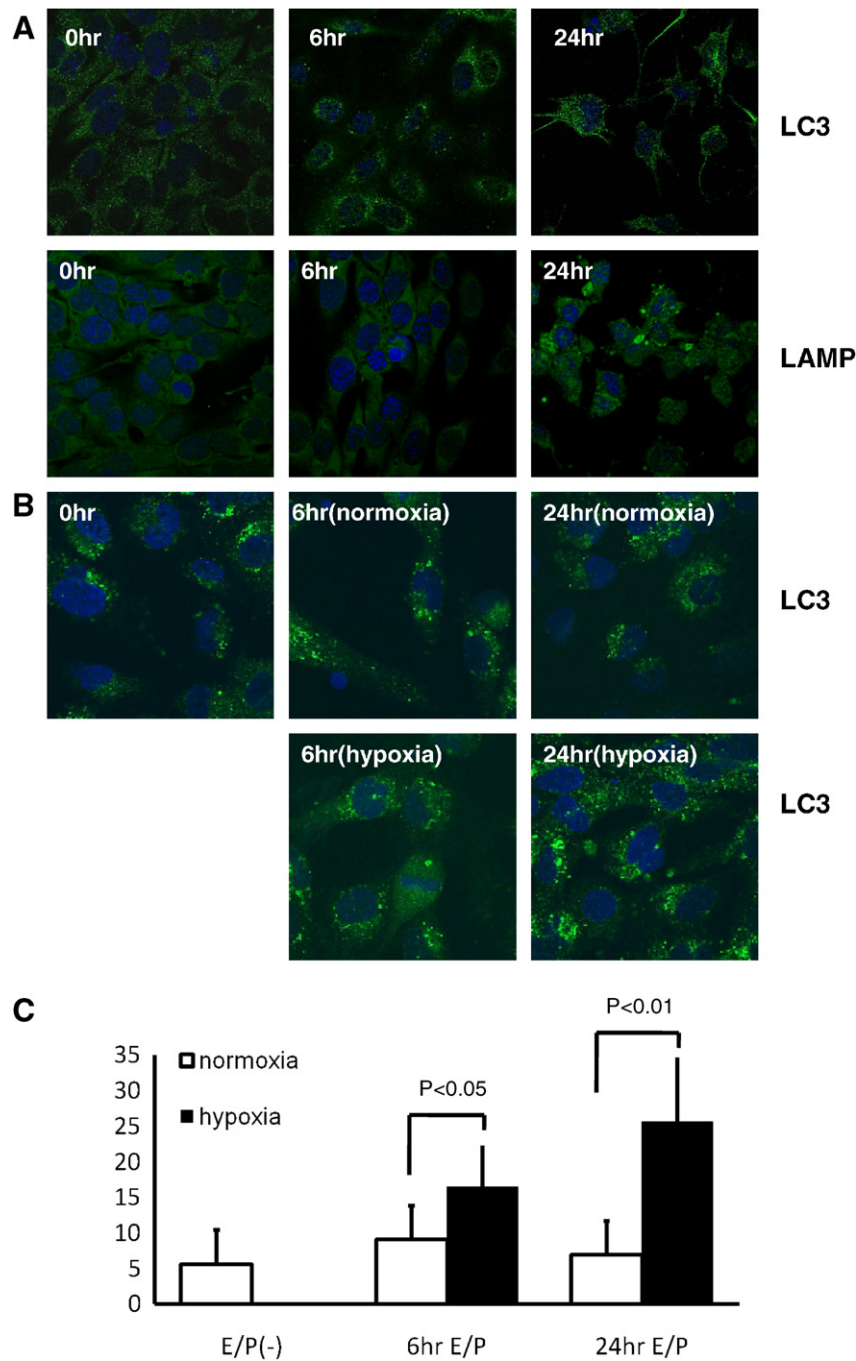 A
0hr
6hr
24hr
LC3
0hr
6hr
24hr
LAMP
B
0hr
6hr(normoxia)
24hr(normoxia)
LC3
6hr(hypoxia)
24hr(hypoxia)
LC3
C
P<0.01
P<0.05
normoxia
hypoxia
35
30
25
20
15
10
5
0
E/P(-)
6hr E/P
24hr E/P